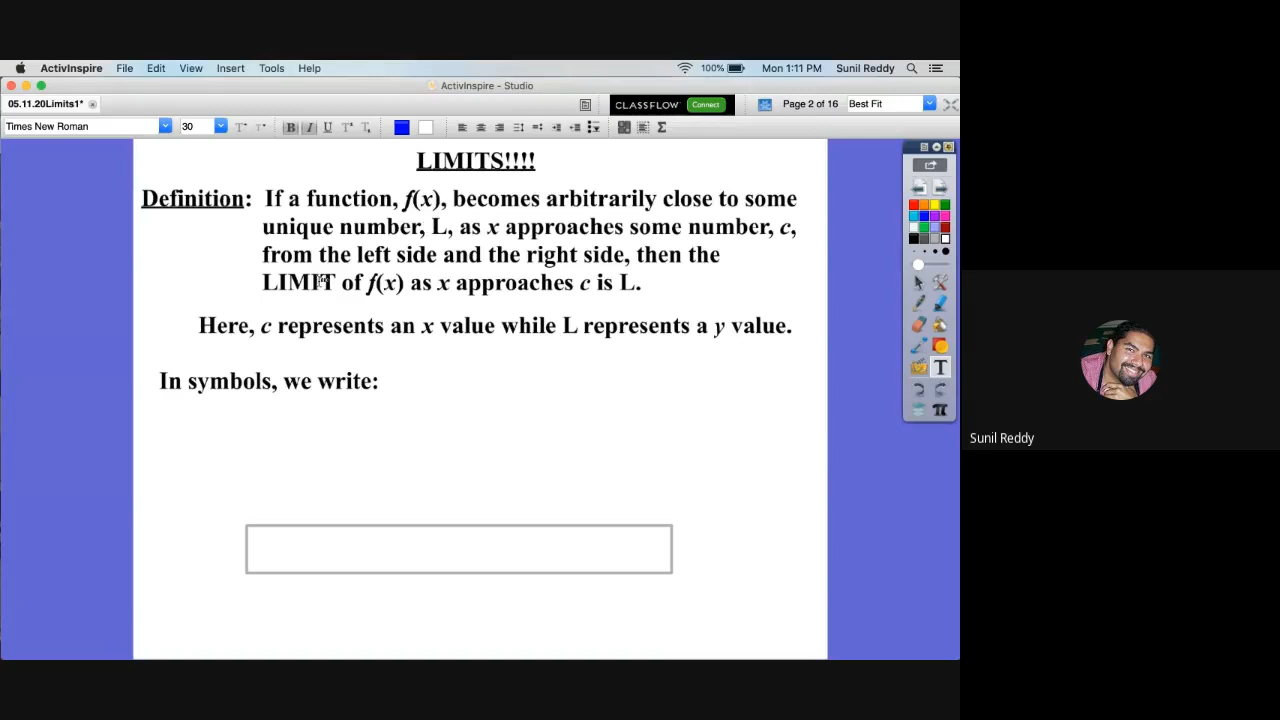 ActivInspire File Edit View Insert Tools Help 100% Mon 1:11 PM Sunil Reddy
ActivInspire - Studio
05.11.20Limits1* CLASSFLOW Connect Page 2 of 16 Best Fit
Times New Roman 30 T T B I U T T Σ
LIMITS!!!!
Definition: If a function, f(x), becomes arbitrarily close to some
unique number, L, as x approaches some number, c,
from the left side and the right side, then the
LIMIT of f(x) as x approaches c is L.
Here, c represents an x value while L represents a y value.
In symbols, we write:
T
Sunil Reddy